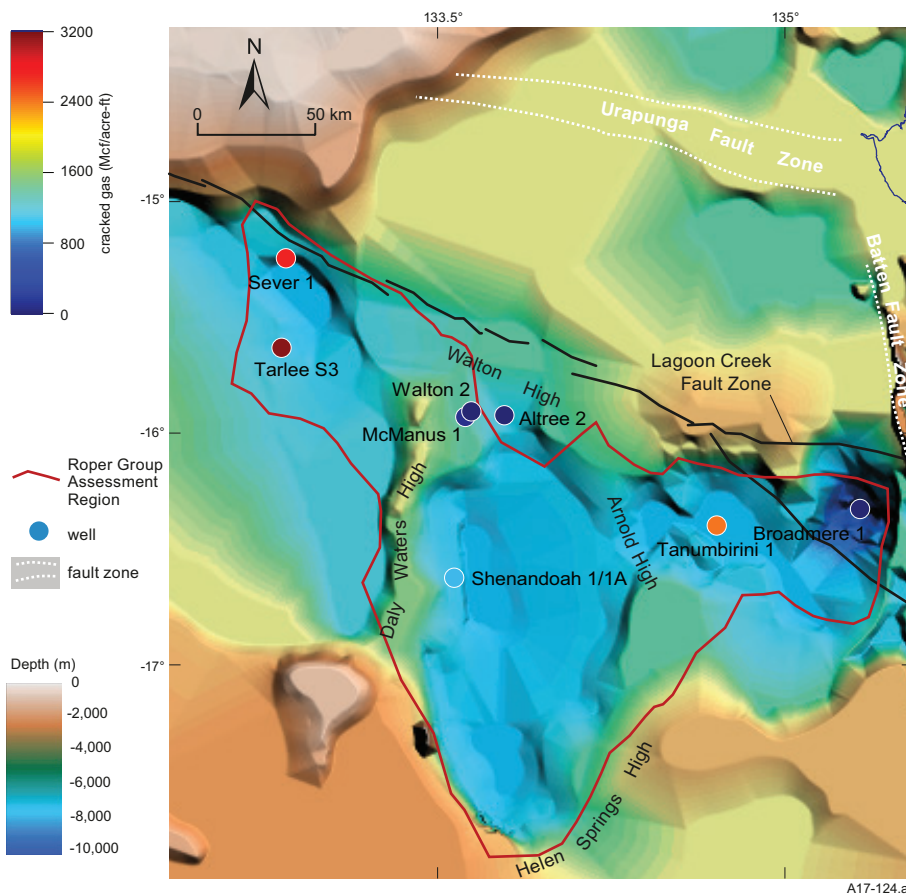 133.5°
135°
3200
2400
1600
800
0
cracked gas (Mcf/acre-ft)
N
0
50 km
Urapunga Fault Zone
-15°
Batten Fault Zone
Sever 1
Tarlee S3
Walton High
Lagoon Creek
Fault Zone
Walton 2
McManus 1
Altree 2
-16°
Roper Group
Assessment
Region
well
fault zone
Daly Waters High
Arnold High
Tanumbirini 1
Broadmere 1
Shenandoah 1/1A
-17°
Depth (m)
0
-2,000
-4,000
-6,000
-8,000
-10,000
Helen Springs High
A17-124.a